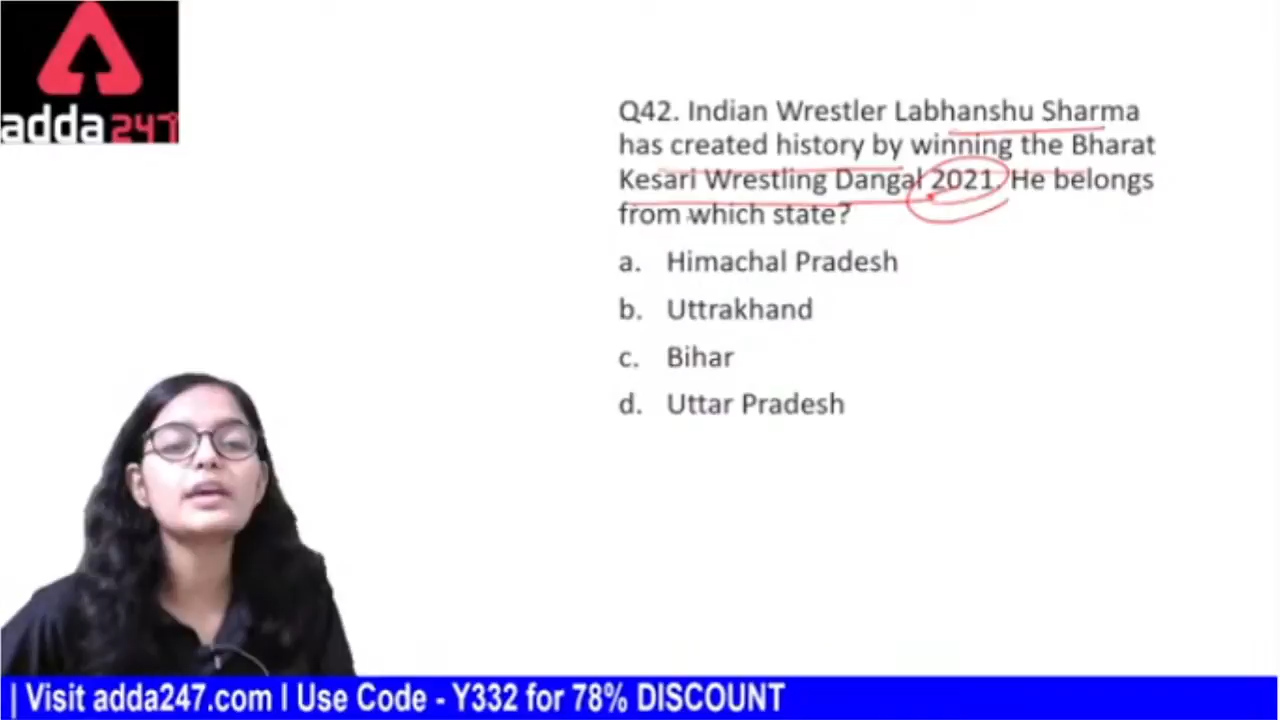 adda247
Q42. Indian Wrestler Labhanshu Sharma
has created history by winning the Bharat
Kesari Wrestling Dangal 2021. He belongs
from which state?
a. Himachal Pradesh
b. Uttrakhand
c. Bihar
d. Uttar Pradesh
| Visit adda247.com I Use Code - Y332 for 78% DISCOUNT